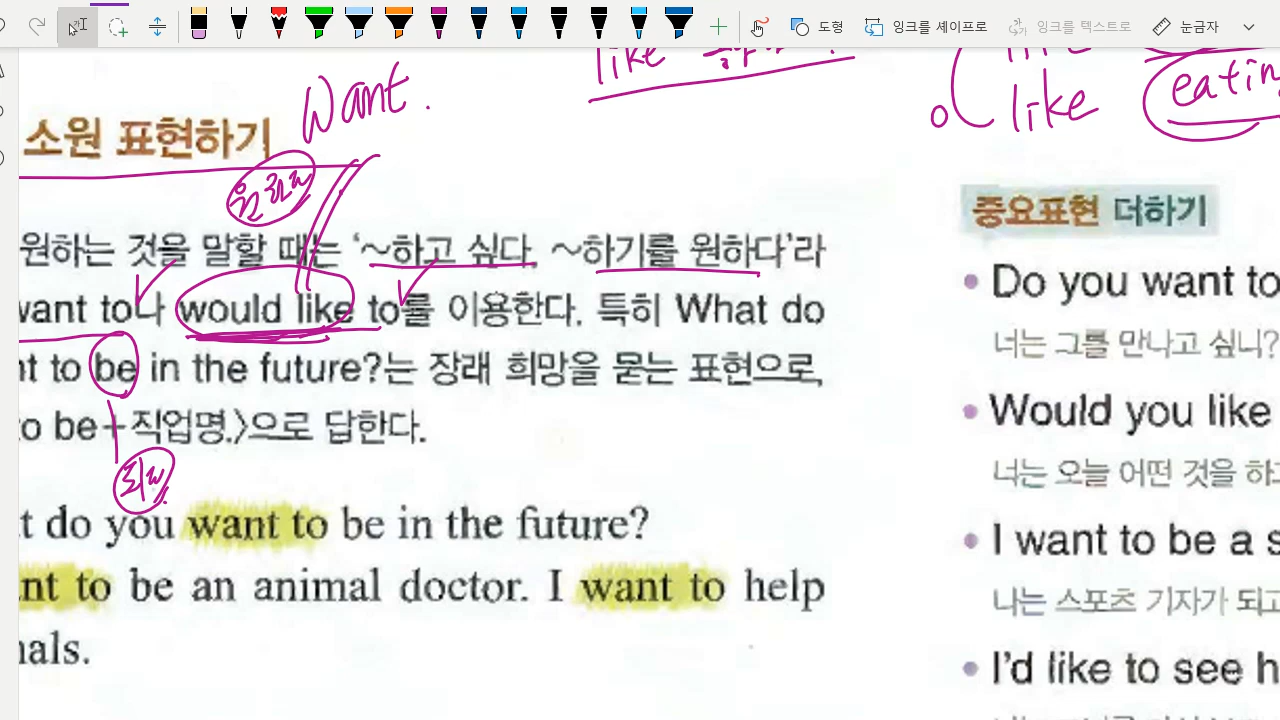 도형 잉크를 셰이프로 잉크를 텍스트로 눈금자
like
like eatin
Want.
소원 표현하기
원하는 것을 말할 때는 '~하고 싶다, ~하기를 원하다'라
want to나 would like to를 이용한다. 특히 What do
nt to be in the future?는 장래 희망을 묻는 표현으로,
to be+직업명.〉으로 답한다.
t do you want to be in the future?
nt to be an animal doctor. I want to help
nals.
중요표현 더하기
• Do you want to
너는 그를 만나고 싶니?
• Would you like
너는 오늘 어떤 것을 하고
• I want to be a s
나는 스포츠 기자가 되고
• I'd like to see h